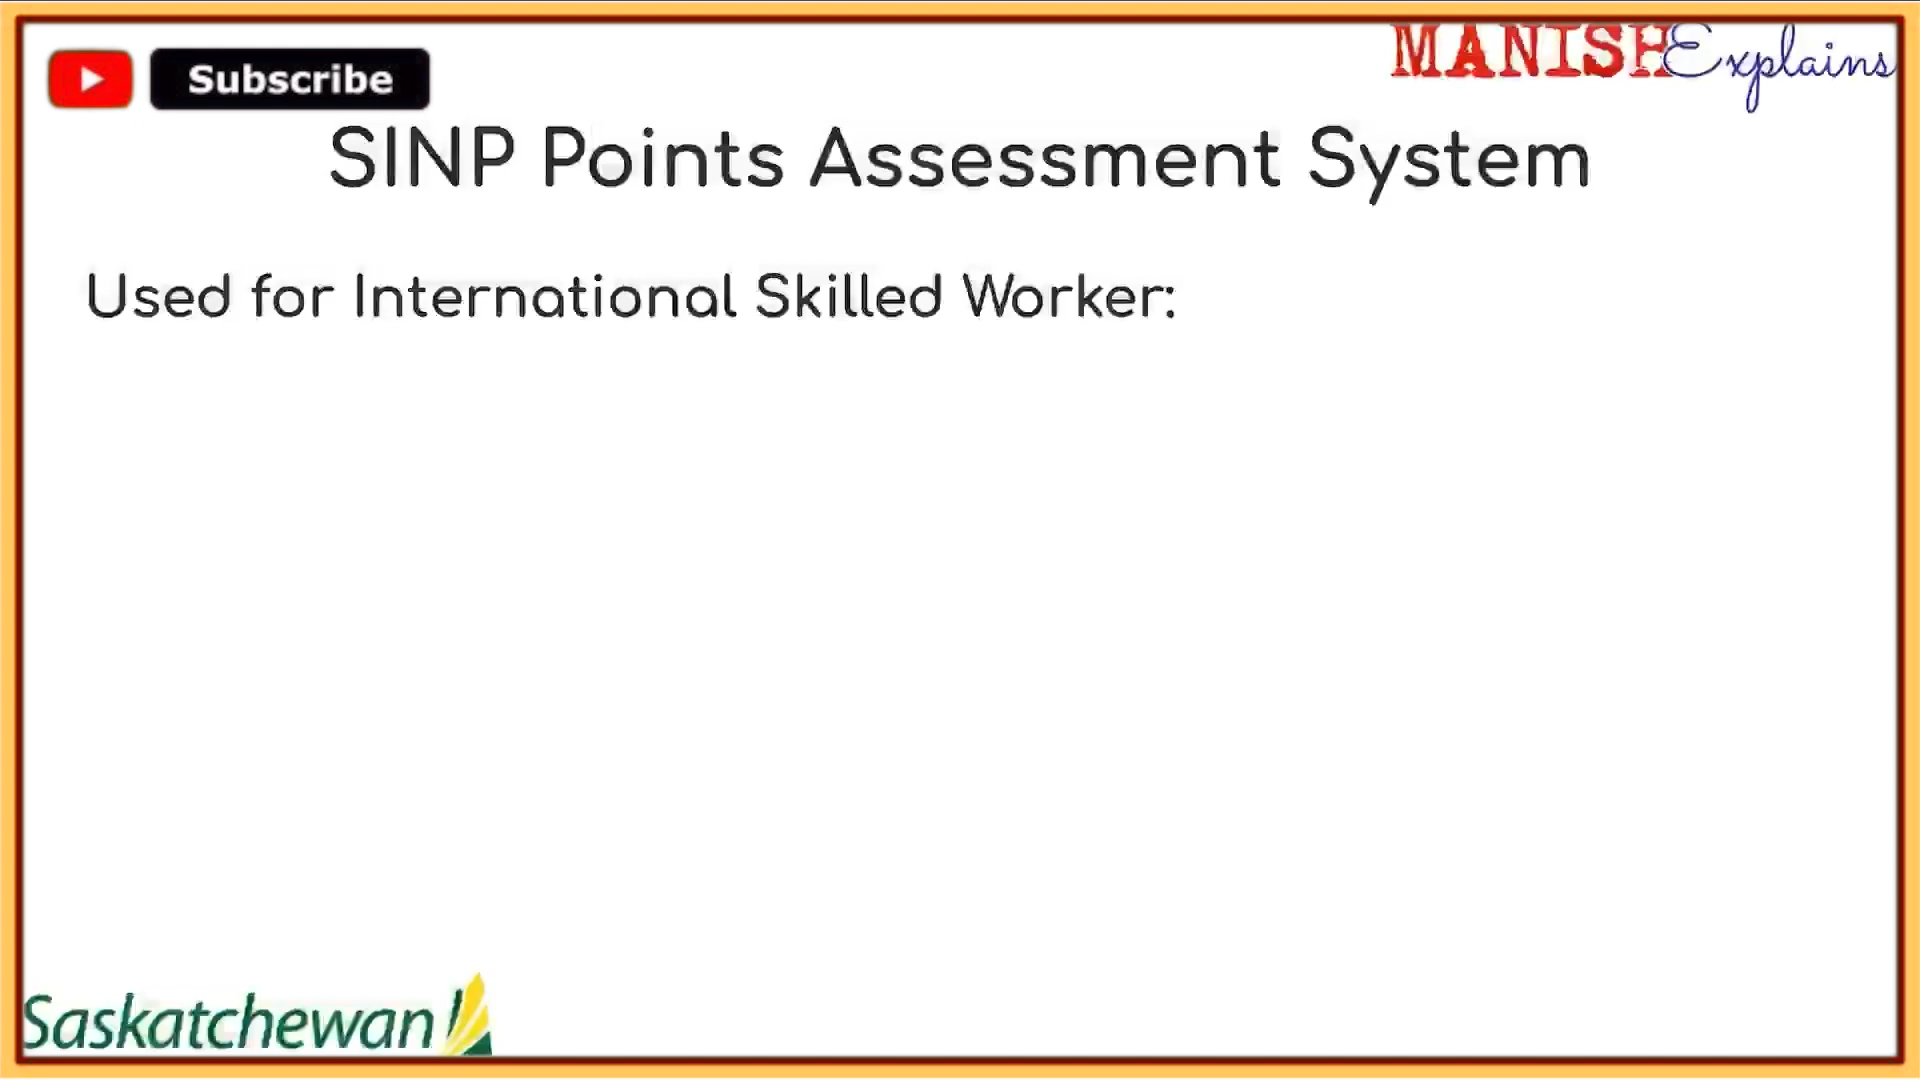 Subscribe
MANISH Explains
SINP Points Assessment System
Used for International Skilled Worker:
Saskatchewan